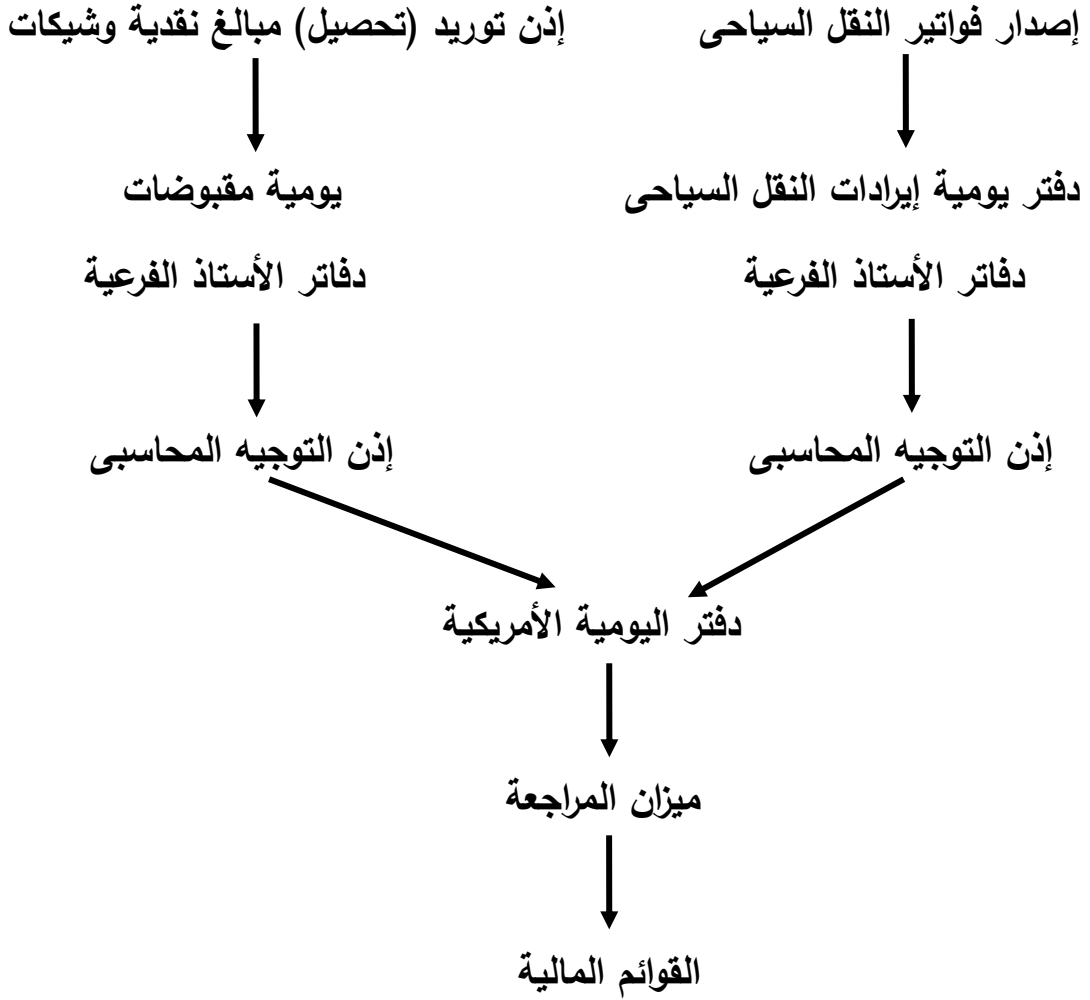 إصدار فواتير النقل السياحى
إذن توريد (تحصيل) مبالغ نقدية وشيكات
دفتر يومية إيرادات النقل السياحى
يومية مقبوضات
دفاتر الأستاذ الفرعية
دفاتر الأستاذ الفرعية
إذن التوجيه المحاسبى
إذن التوجيه المحاسبى
دفتر اليومية الأمريكية
ميزان المراجعة
القوائم المالية